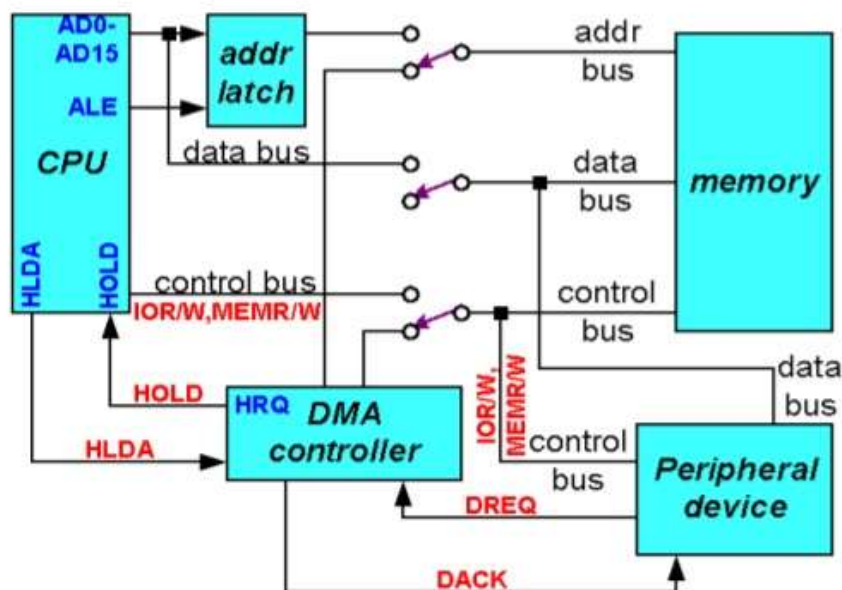 AD0-
AD15
addr
latch
addr
bus
ALE
CPU
data bus
data
bus
memory
HLDA
HOLD
control bus
IOR/W,MEMR/W
control
bus
HOLD
HRQ
DMA
controller
HLDA
IOR/W,
MEMR/W
data
bus
control
bus
Peripheral
device
DREQ
DACK